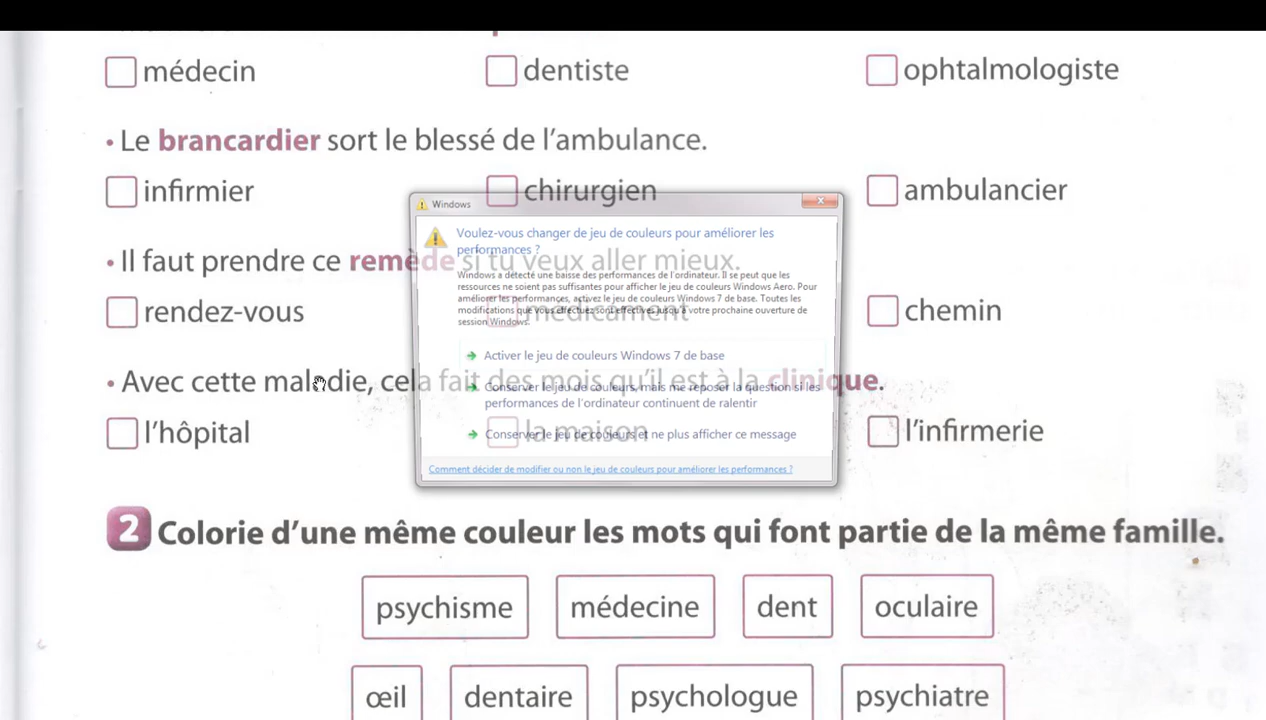 médecin dentiste ophtalmologiste
• Le brancardier sort le blessé de l'ambulance.
infirmier chirurgien ambulancier
Windows
Voulez-vous changer de jeu de couleurs pour améliorer les
performances ?
• Il faut prendre ce remède si tu veux aller mieux.
Windows a détecté une baisse des performances de l'ordinateur. Il se peut que les
ressources ne soient pas suffisantes pour afficher le jeu de couleurs Windows Aero. Pour
améliorer les performances, activez le jeu de couleurs Windows 7 de base. Toutes les
modifications que vous effectuez sont effectives jusqu'à votre prochaine ouverture de
session Windows.
rendez-vous médicament chemin
Activer le jeu de couleurs Windows 7 de base
• Avec cette maladie, cela fait des mois qu'il est à la clinique.
Conserver le jeu de couleurs, mais me reposer la question si les
performances de l'ordinateur continuent de ralentir
l'hôpital la maison l'infirmerie
Conserver le jeu de couleurs et ne plus afficher ce message
Comment décider de modifier ou non le jeu de couleurs pour améliorer les performances ?
2 Colorie d'une même couleur les mots qui font partie de la même famille.
psychisme médecine dent oculaire
œil dentaire psychologue psychiatre